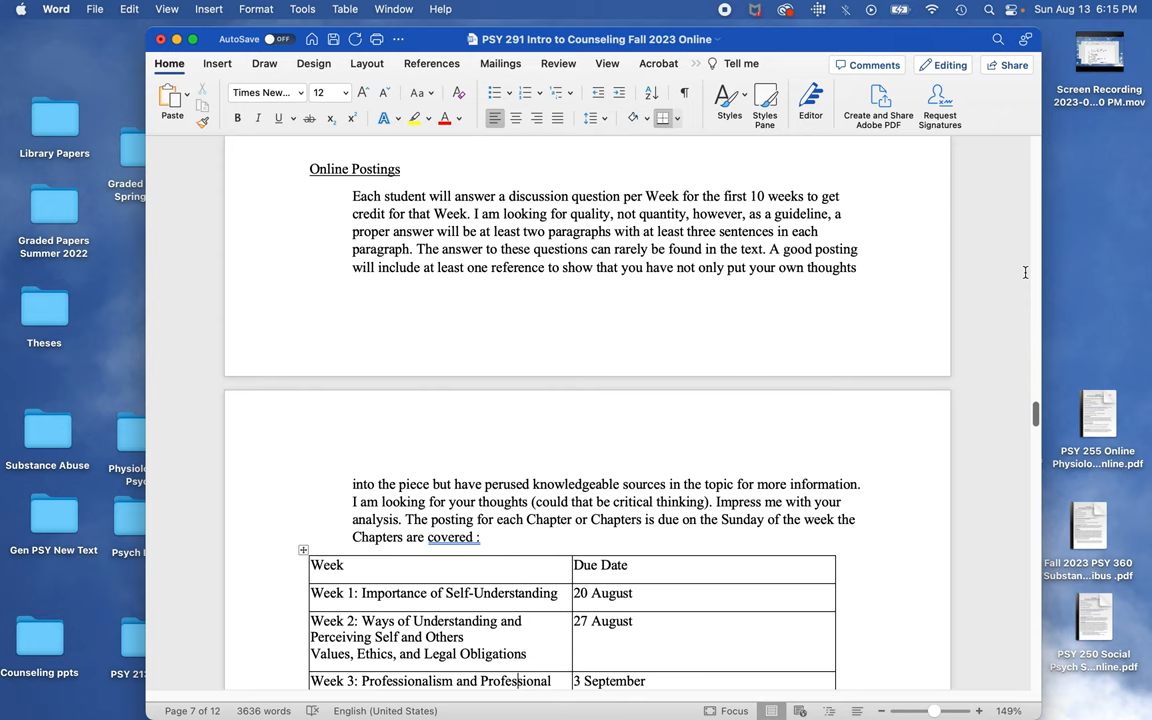 Word File Edit View Insert Format Tools Table Window Help Sun Aug 13 6:15 PM
AutoSave OFF PSY 291 Intro to Counseling Fall 2023 Online
Home Insert Draw Design Layout References Mailings Review View Acrobat Tell me Comments Editing Share
Times New... 12
Paste Styles Styles Pane Editor Create and Share Adobe PDF Request Signatures
Online Postings
Each student will answer a discussion question per Week for the first 10 weeks to get
credit for that Week. I am looking for quality, not quantity, however, as a guideline, a
proper answer will be at least two paragraphs with at least three sentences in each
paragraph. The answer to these questions can rarely be found in the text. A good posting
will include at least one reference to show that you have not only put your own thoughts
into the piece but have perused knowledgeable sources in the topic for more information.
I am looking for your thoughts (could that be critical thinking). Impress me with your
analysis. The posting for each Chapter or Chapters is due on the Sunday of the week the
Chapters are covered :
Week Due Date
Week 1: Importance of Self-Understanding 20 August
Week 2: Ways of Understanding and 27 August
Perceiving Self and Others
Values, Ethics, and Legal Obligations
Week 3: Professionalism and Professional 3 September
Page 7 of 12 3636 words English (United States) Focus 149%
Library Papers
Graded
Spring
Graded Papers
Summer 2022
Theses
Substance Abuse
Physiolo
Psyc
Gen PSY New Text
Psych L
Counseling ppts
PSY 21
Screen Recording
2023-0...0 PM.mov
PSY 255 Online
Physiolo...nline.pdf
Fall 2023 PSY 360
Substan...ibus .pdf
PSY 250 Social
Psych S...nline.pdf